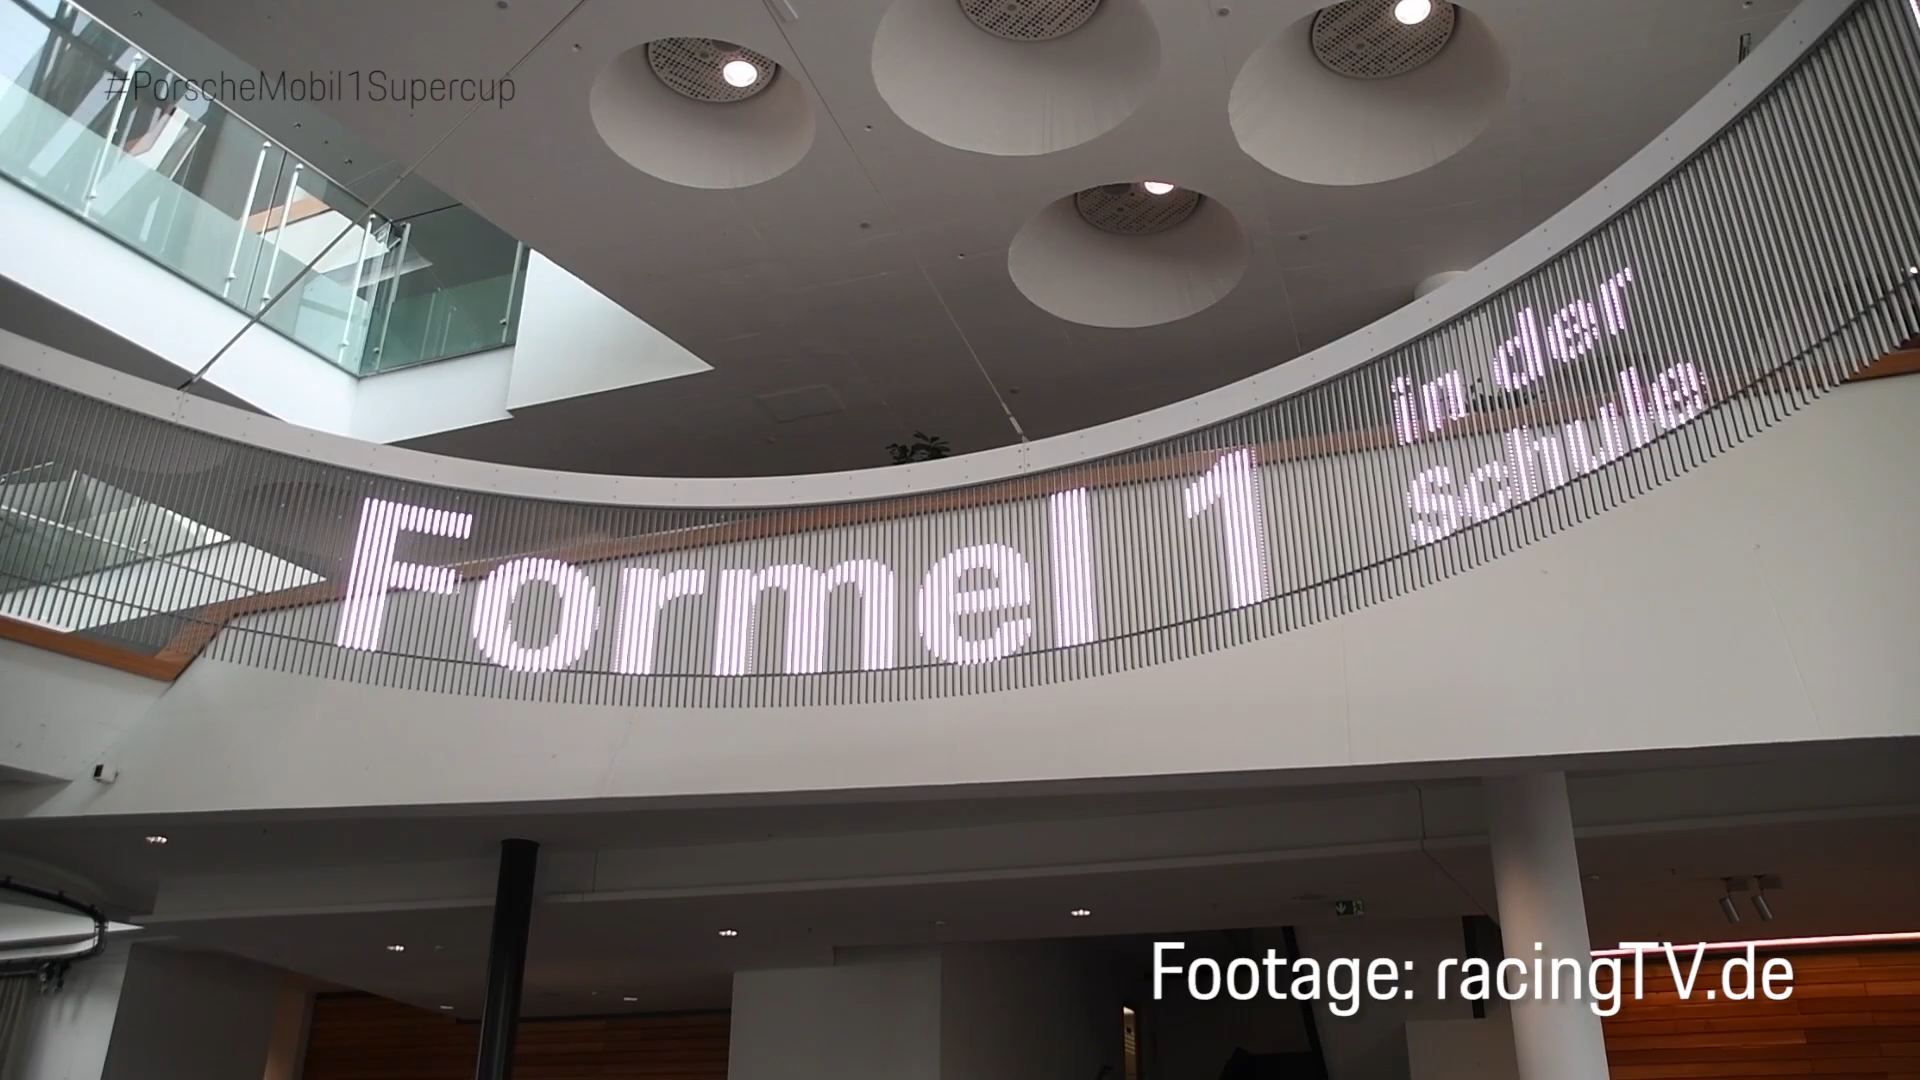 #PorscheMobil1Supercup
Formel 1
in der
Schule
Footage: racingTV.de